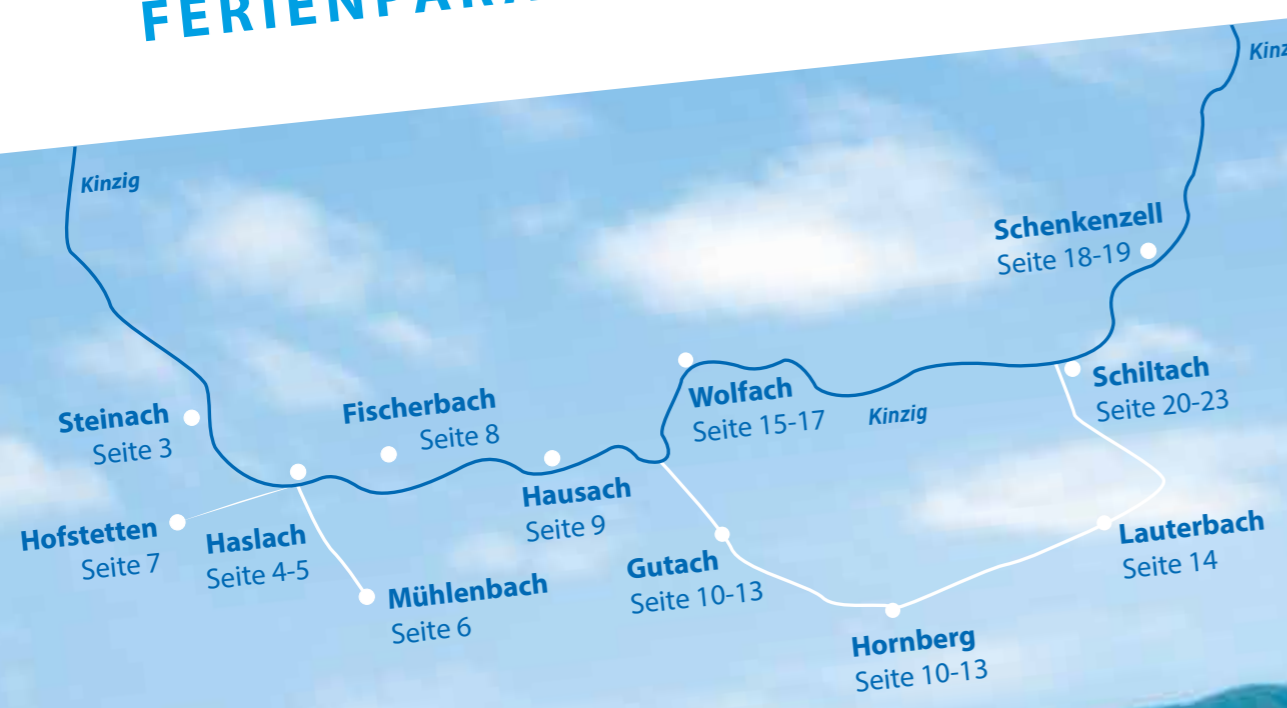 Kinzig
Kinzig
Schenkenzell
Seite 18-19
Steinach
Seite 3
Fischerbach
Seite 8
Wolfach
Seite 15-17
Kinzig
Schiltach
Seite 20-23
Hofstetten
Seite 7
Haslach
Seite 4-5
Hausach
Seite 9
Mühlenbach
Seite 6
Gutach
Seite 10-13
Lauterbach
Seite 14
Hornberg
Seite 10-13